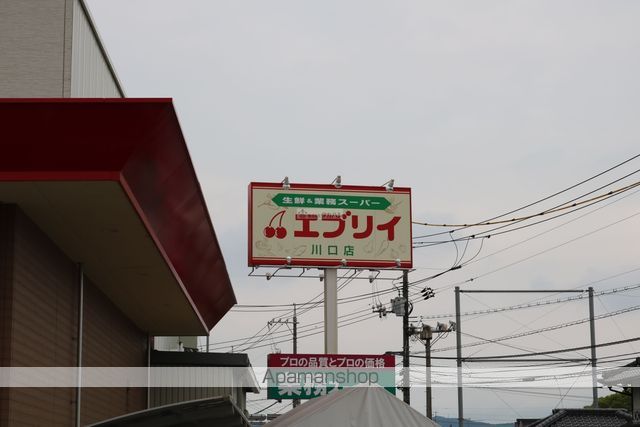 生鮮&業務スーパー
エブリイ
川口店
プロの品質とプロの価格
Apamanshop